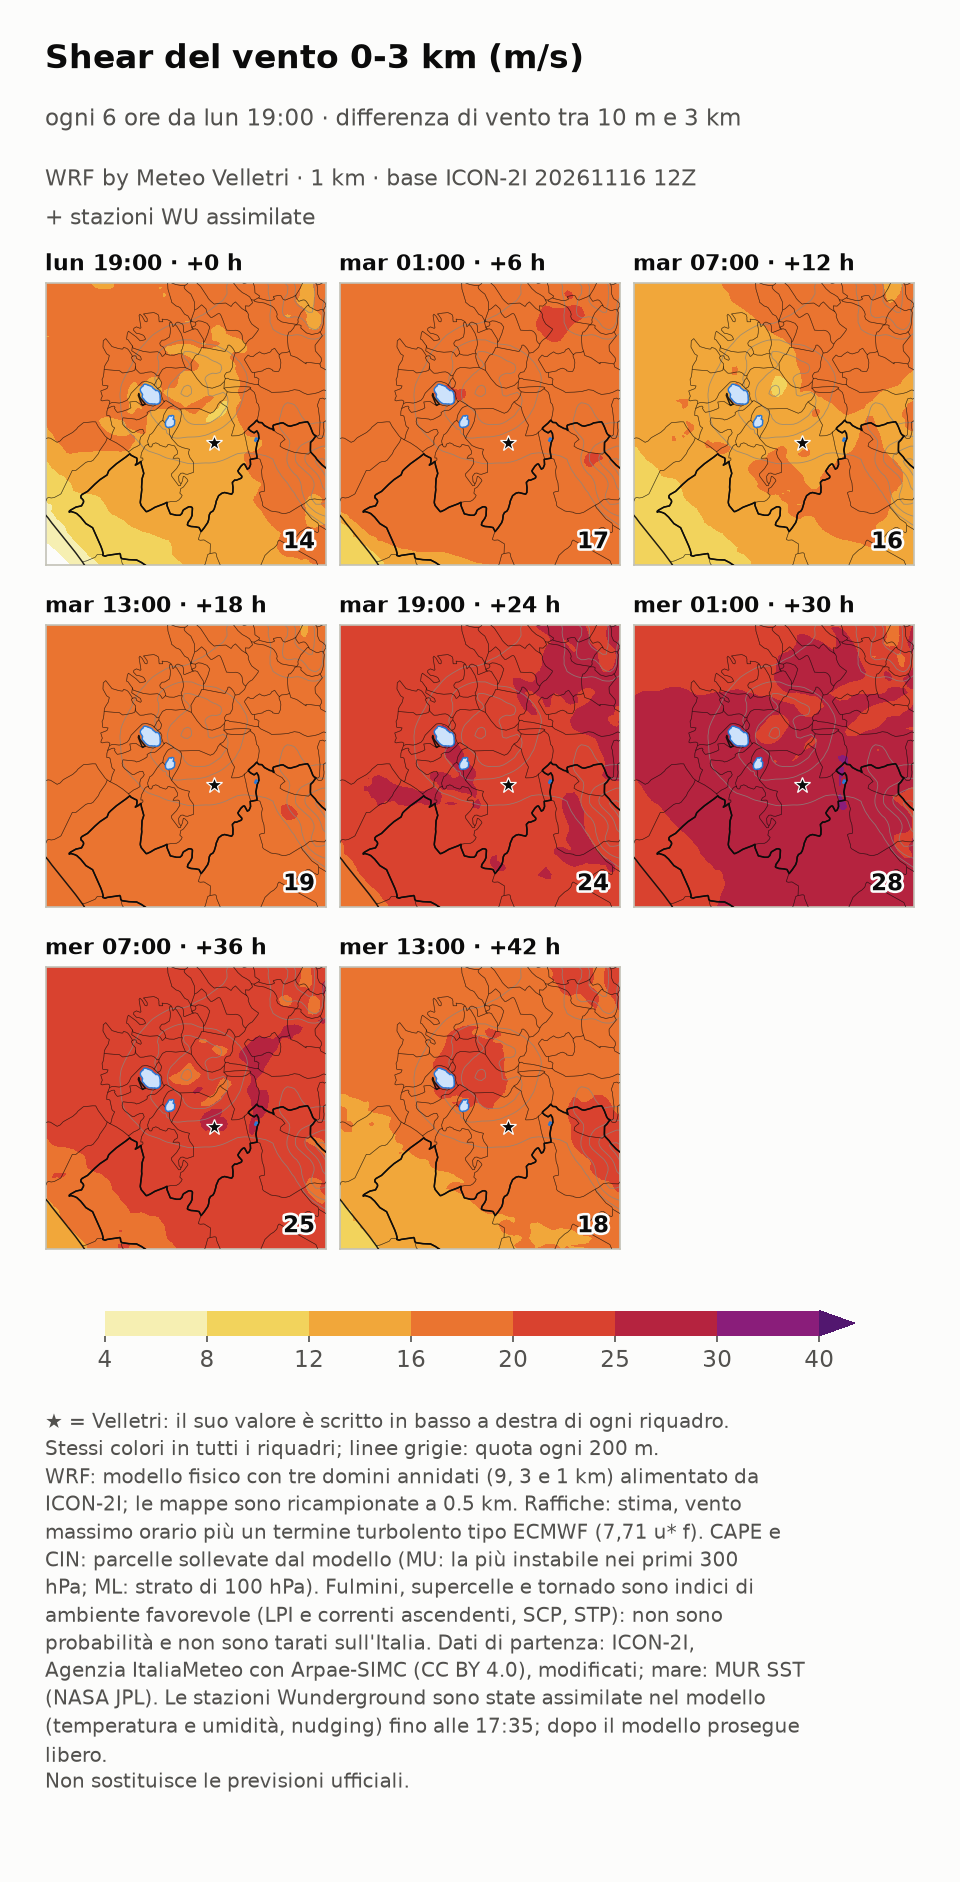 Shear del vento 0-3 km (m/s)
ogni 6 ore da lun 19:00 · differenza di vento tra 10 m e 3 km
WRF by Meteo Velletri · 1 km · base ICON-2I 20261116 12Z
+ stazioni WU assimilate
lun 19:00 · +0 h
mar 01:00 · +6 h
mar 07:00 · +12 h
14
17
16
mar 13:00 · +18 h
mar 19:00 · +24 h
mer 01:00 · +30 h
19
24
28
mer 07:00 · +36 h
mer 13:00 · +42 h
25
18
4 8 12 16 20 25 30 40
★ = Velletri: il suo valore è scritto in basso a destra di ogni riquadro.
Stessi colori in tutti i riquadri; linee grigie: quota ogni 200 m.
WRF: modello fisico con tre domini annidati (9, 3 e 1 km) alimentato da
ICON-2I; le mappe sono ricampionate a 0.5 km. Raffiche: stima, vento
massimo orario più un termine turbolento tipo ECMWF (7,71 u* f). CAPE e
CIN: parcelle sollevate dal modello (MU: la più instabile nei primi 300
hPa; ML: strato di 100 hPa). Fulmini, supercelle e tornado sono indici di
ambiente favorevole (LPI e correnti ascendenti, SCP, STP): non sono
probabilità e non sono tarati sull'Italia. Dati di partenza: ICON-2I,
Agenzia ItaliaMeteo con Arpae-SIMC (CC BY 4.0), modificati; mare: MUR SST
(NASA JPL). Le stazioni Wunderground sono state assimilate nel modello
(temperatura e umidità, nudging) fino alle 17:35; dopo il modello prosegue
libero.
Non sostituisce le previsioni ufficiali.